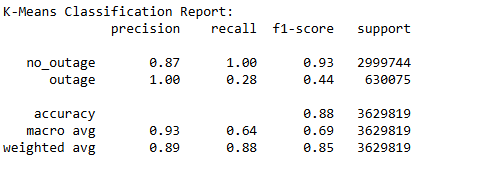 K-Means Classification Report:
precision recall f1-score support
no_outage 0.87 1.00 0.93 2999744
outage 1.00 0.28 0.44 630075
accuracy 0.88 3629819
macro avg 0.93 0.64 0.69 3629819
weighted avg 0.89 0.88 0.85 3629819